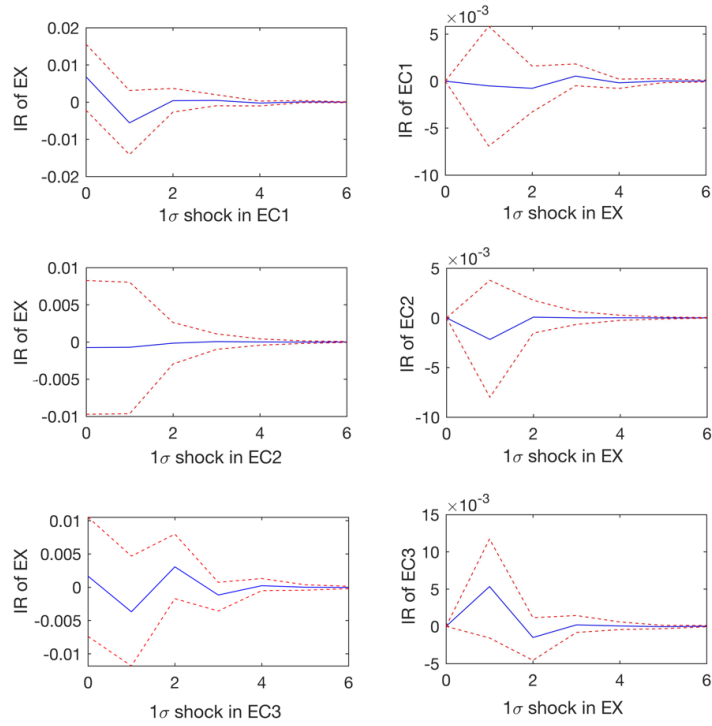 0.02
0.01
0
-0.01
-0.02
IR of EX
0 2 4 6
1σ shock in EC1
×10⁻³
5
0
-5
-10
IR of EC1
0 2 4 6
1σ shock in EX
0.01
0.005
0
-0.005
-0.01
IR of EX
0 2 4 6
1σ shock in EC2
×10⁻³
5
0
-5
-10
IR of EC2
0 2 4 6
1σ shock in EX
0.01
0.005
0
-0.005
-0.01
IR of EX
0 2 4 6
1σ shock in EC3
×10⁻³
15
10
5
0
-5
IR of EC3
0 2 4 6
1σ shock in EX